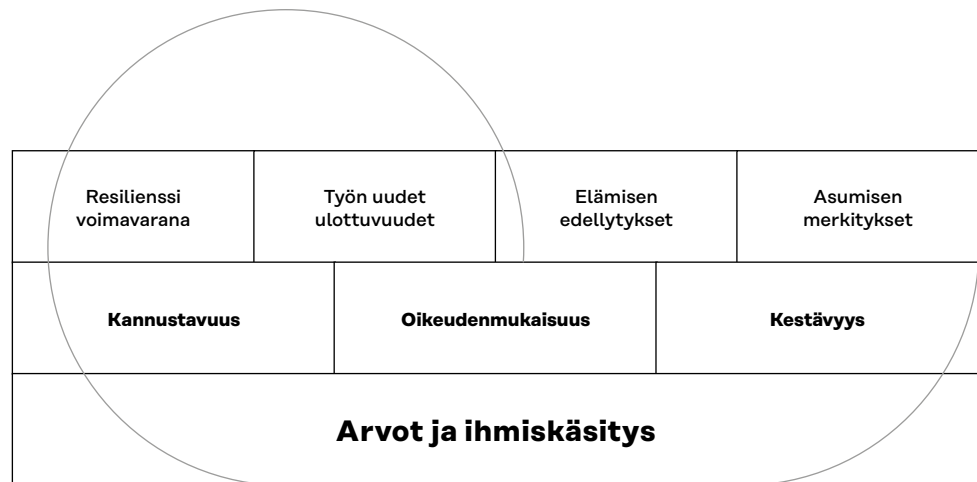 Resilienssi
voimavarana
Työn uudet
ulottuvuudet
Elämisen
edellytykset
Asumisen
merkitykset
Kannustavuus
Oikeudenmukaisuus
Kestävyys
Arvot ja ihmiskäsitys